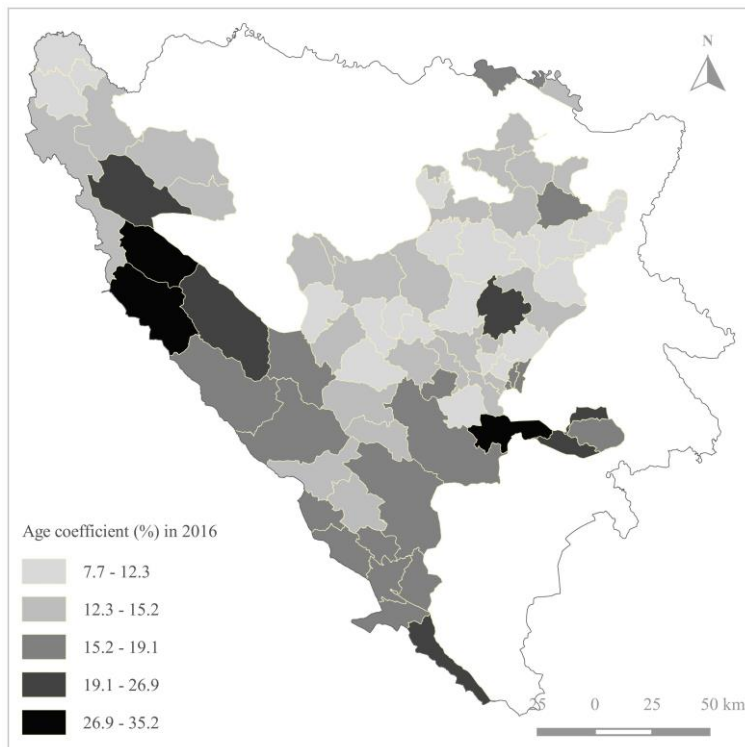 N
Age coefficient (%) in 2016
7.7 - 12.3
12.3 - 15.2
15.2 - 19.1
19.1 - 26.9
26.9 - 35.2
25 0 25 50 km